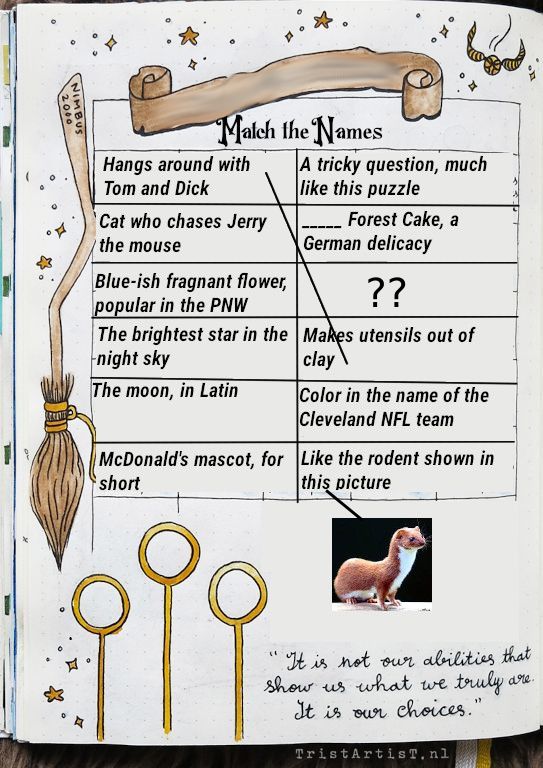 NIMBUS
2000
Match the Names
Hangs around with
Tom and Dick
A tricky question, much
like this puzzle
Cat who chases Jerry
the mouse
_____ Forest Cake, a
German delicacy
Blue-ish fragnant flower,
popular in the PNW
??
The brightest star in the
night sky
Makes utensils out of
clay
The moon, in Latin
Color in the name of the
Cleveland NFL team
McDonald's mascot, for
short
Like the rodent shown in
this picture
"It is not our abilities that
show us what we truly are.
It is our choices."
TristArtisT.nl